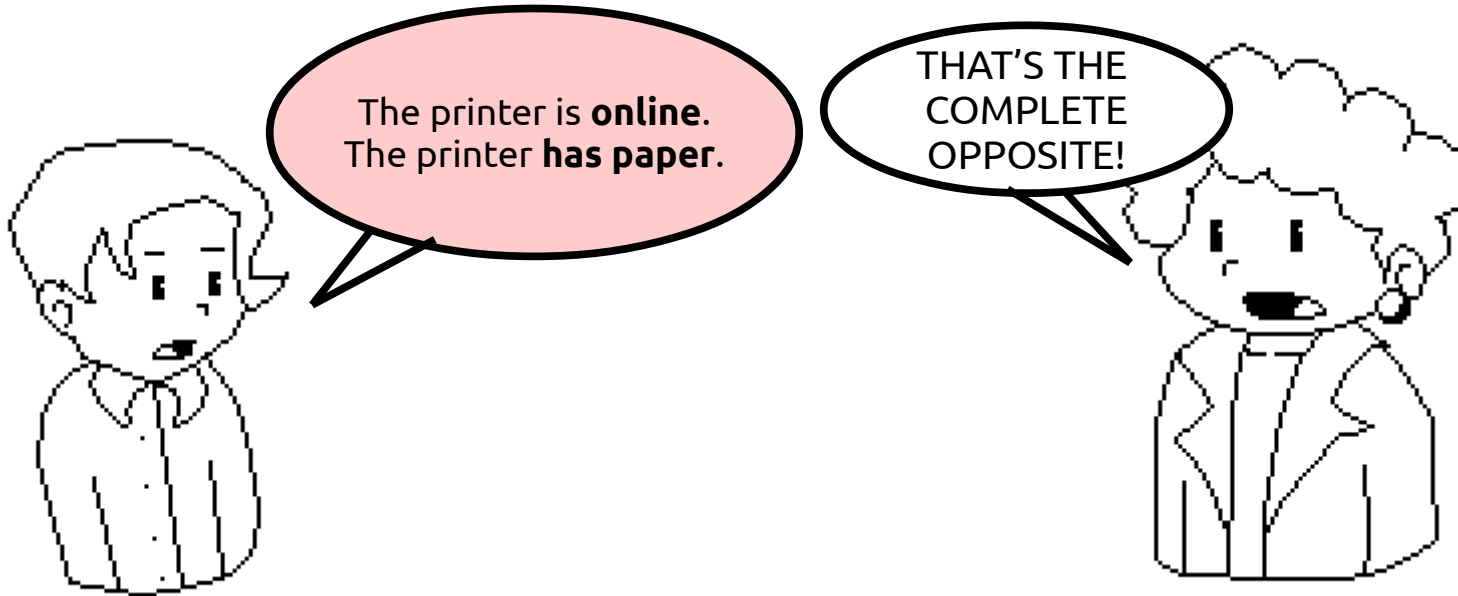 The printer is online.
The printer has paper.
THAT’S THE
COMPLETE
OPPOSITE!